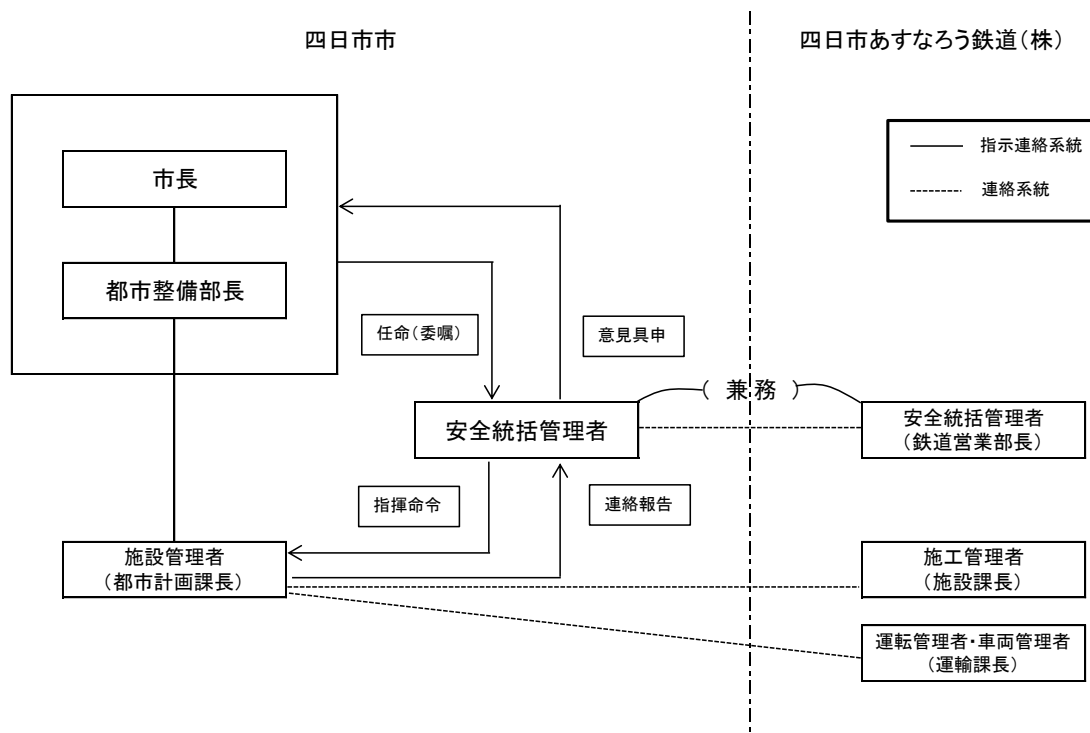 四日市市
四日市あすなろう鉄道(株)
指示連絡系統
連絡系統
市長
都市整備部長
任命(委嘱)
意見具申
(兼務)
安全統括管理者
安全統括管理者
(鉄道営業部長)
指揮命令
連絡報告
施設管理者
(都市計画課長)
施工管理者
(施設課長)
運転管理者・車両管理者
(運輸課長)